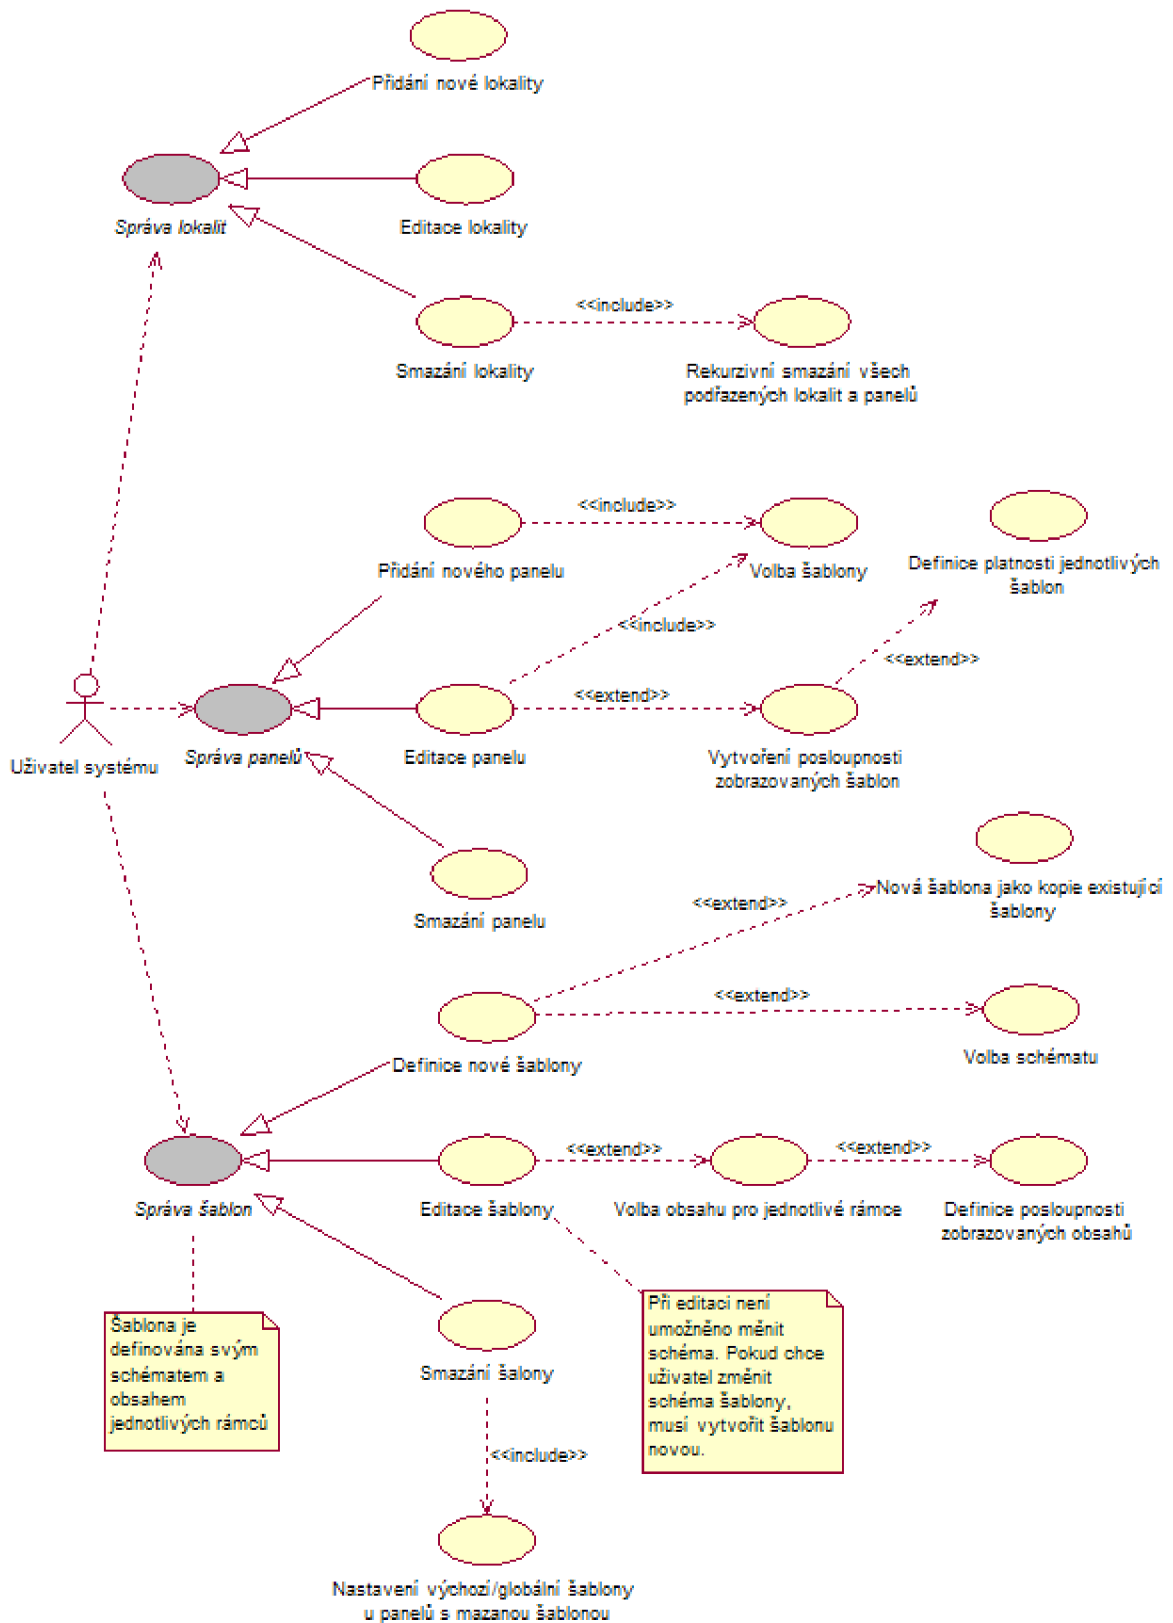 Přidání nové lokality
Správa lokalit
Editace lokality
<<include>>
Smazání lokality
Rekurzivní smazání všech
podřazených lokalit a panelů
<<include>>
Přidání nového panelu
Volba šablony
Definice platnosti jednotlivých
šablon
<<include>>
<<extend>>
<<extend>>
Uživatel systému
Správa panelů
Editace panelu
Vytvoření posloupnosti
zobrazovaných šablon
Smazání panelu
<<extend>>
Nová šablona jako kopie existující
šablony
<<extend>>
Definice nové šablony
Volba schématu
<<extend>>
<<extend>>
Správa šablon
Editace šablony
Volba obsahu pro jednotlivé rámce
Definice posloupnosti
zobrazovaných obsahů
Šablona je
definována svým
schématem a
obsahem
jednotlivých rámců
Smazání šalony
Při editaci není
umožněno měnit
schéma. Pokud chce
uživatel změnit
schéma šablony,
musí vytvořit šablonu
novou.
<<include>>
Nastavení výchozí/globální šablony
u panelů s mazanou šablonou